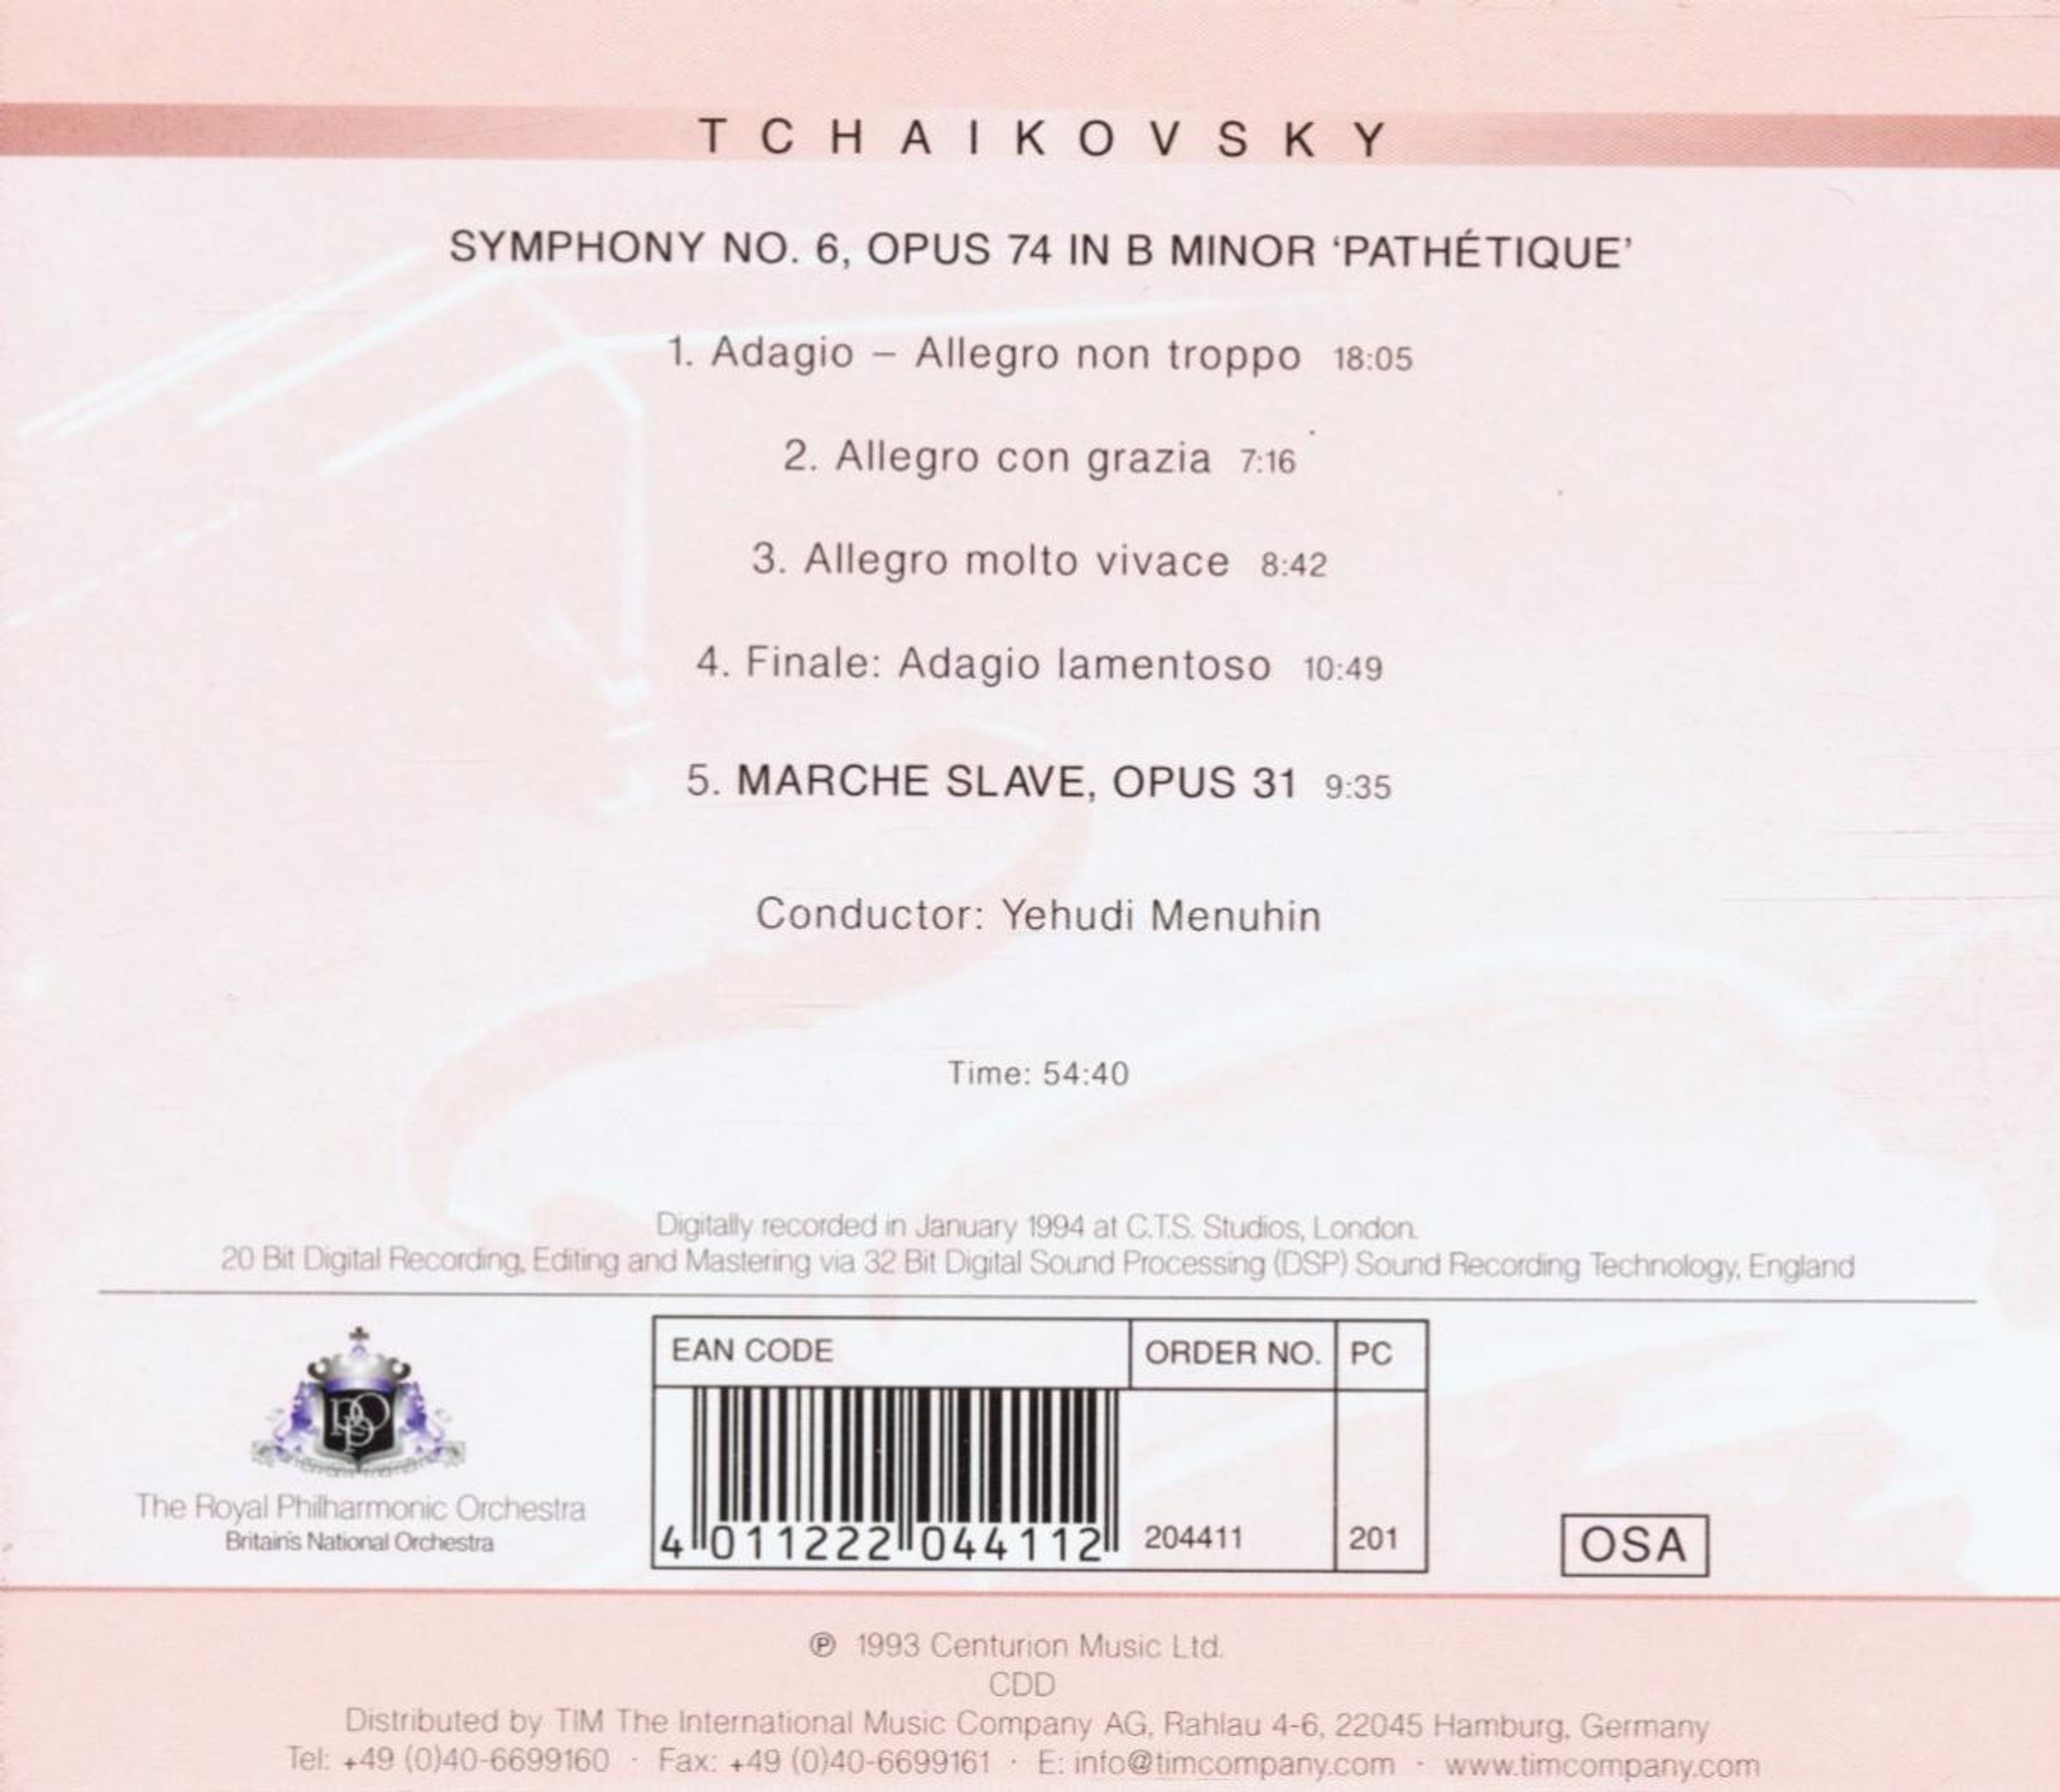 TCHAIKOVSKY
SYMPHONY NO. 6, OPUS 74 IN B MINOR ‘PATHÉTIQUE’
1. Adagio – Allegro non troppo 18:05
2. Allegro con grazia 7:16
3. Allegro molto vivace 8:42
4. Finale: Adagio lamentoso 10:49
5. MARCHE SLAVE, OPUS 31 9:35
Conductor: Yehudi Menuhin
Time: 54:40
Digitally recorded in January 1994 at C.T.S. Studios, London.
20 Bit Digital Recording, Editing and Mastering via 32 Bit Digital Sound Processing (DSP) Sound Recording Technology, England
RPO
The Royal Philharmonic Orchestra
Britain's National Orchestra
EAN CODE ORDER NO. PC
4 011222 044112 204411 201
OSA
℗ 1993 Centurion Music Ltd.
CDD
Distributed by TIM The International Music Company AG, Rahlau 4-6, 22045 Hamburg, Germany
Tel: +49 (0)40-6699160 · Fax: +49 (0)40-6699161 · E: info@timcompany.com · www.timcompany.com